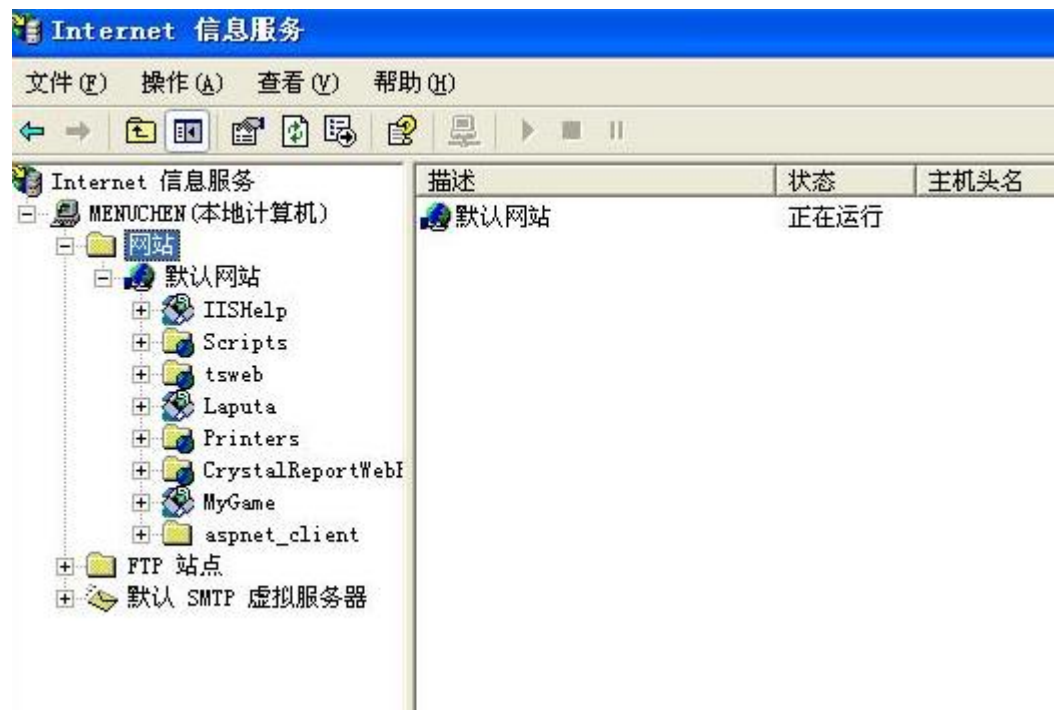 Internet 信息服务
文件(F) 操作(A) 查看(V) 帮助(H)
Internet 信息服务
MENUCHEN(本地计算机)
网站
默认网站
IISHelp
Scripts
tsweb
Laputa
Printers
CrystalReportWebF
MyGame
aspnet_client
FTP 站点
默认 SMTP 虚拟服务器
描述 状态 主机头名
默认网站 正在运行